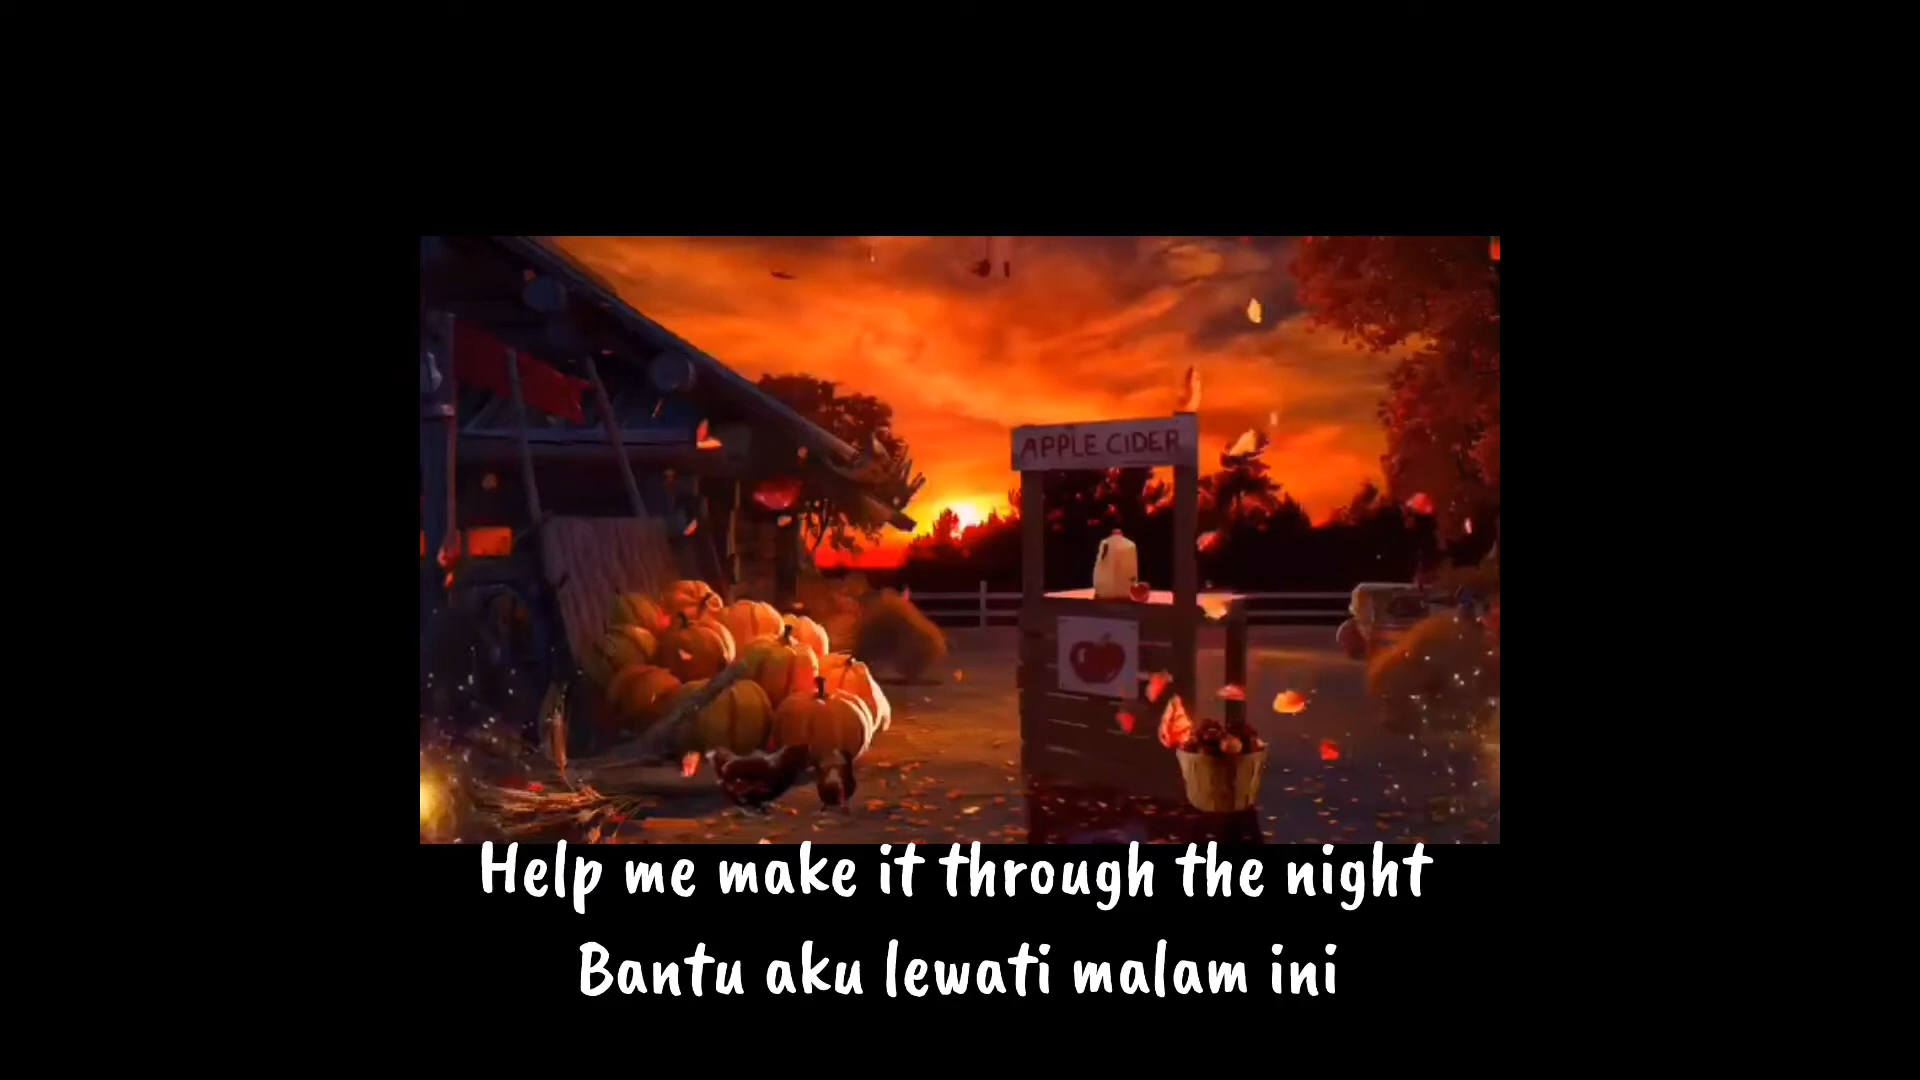 APPLE CIDER
Help me make it through the night
Bantu aku lewati malam ini